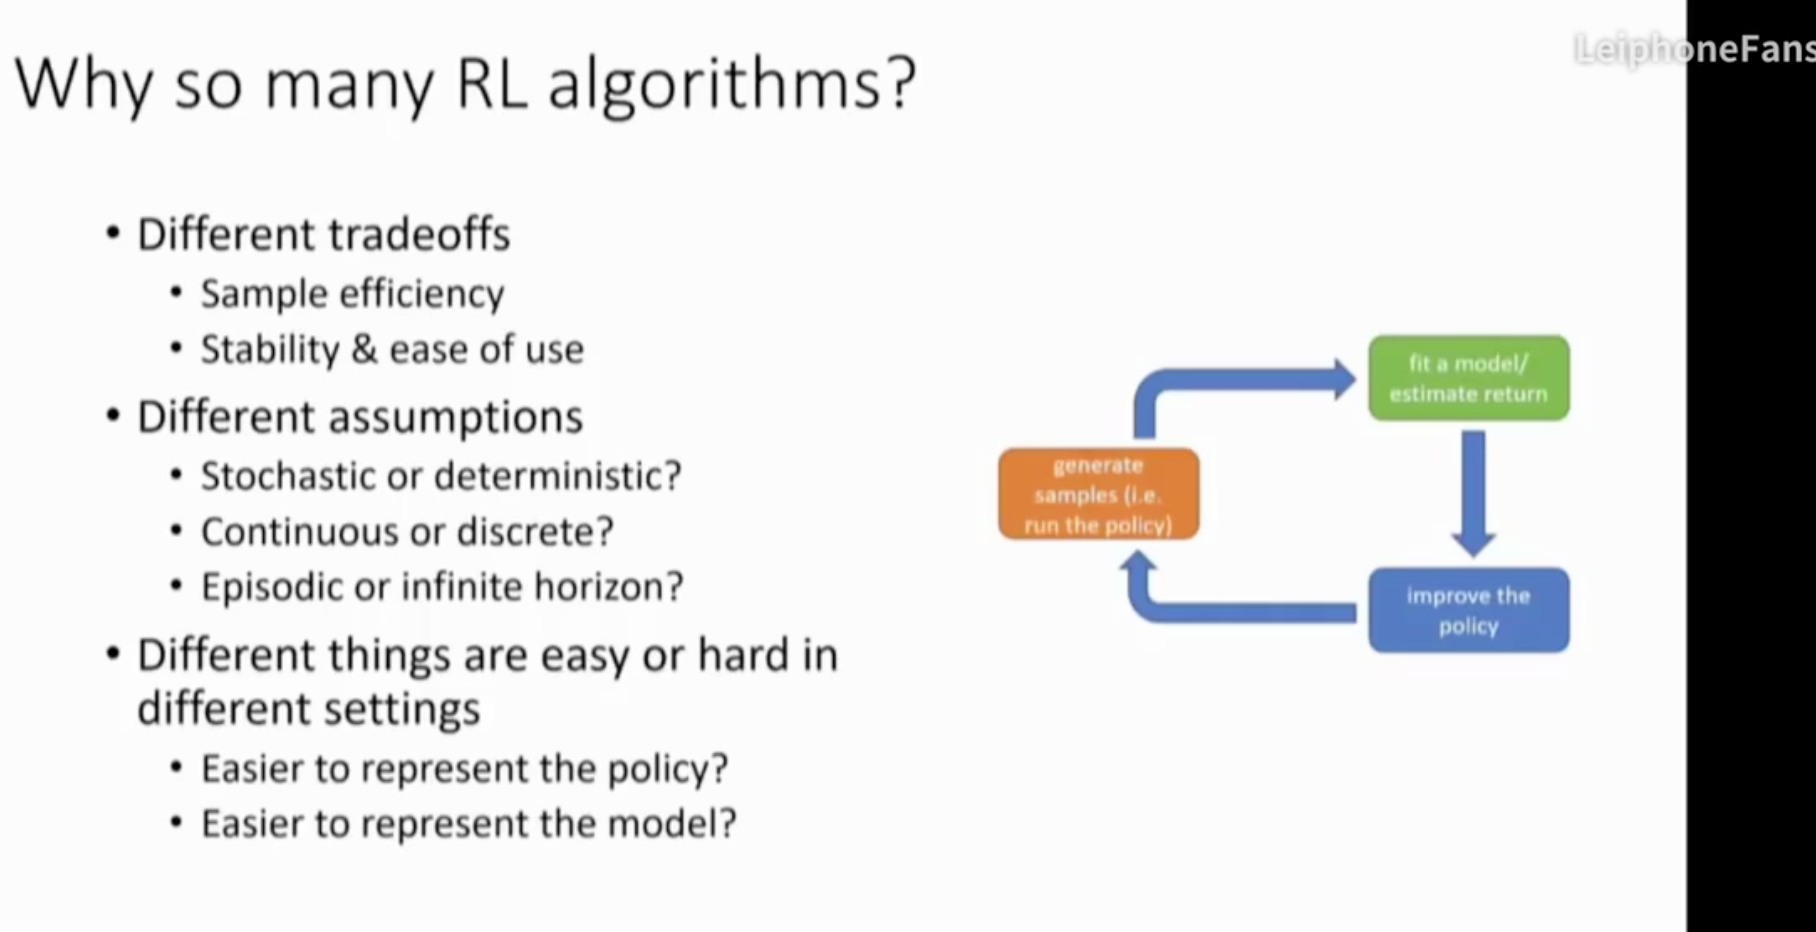 LeiphoneFans
Why so many RL algorithms?
• Different tradeoffs
• Sample efficiency
• Stability & ease of use
• Different assumptions
• Stochastic or deterministic?
• Continuous or discrete?
• Episodic or infinite horizon?
• Different things are easy or hard in
different settings
• Easier to represent the policy?
• Easier to represent the model?
generate
samples (i.e.
run the policy)
fit a model/
estimate return
improve the
policy